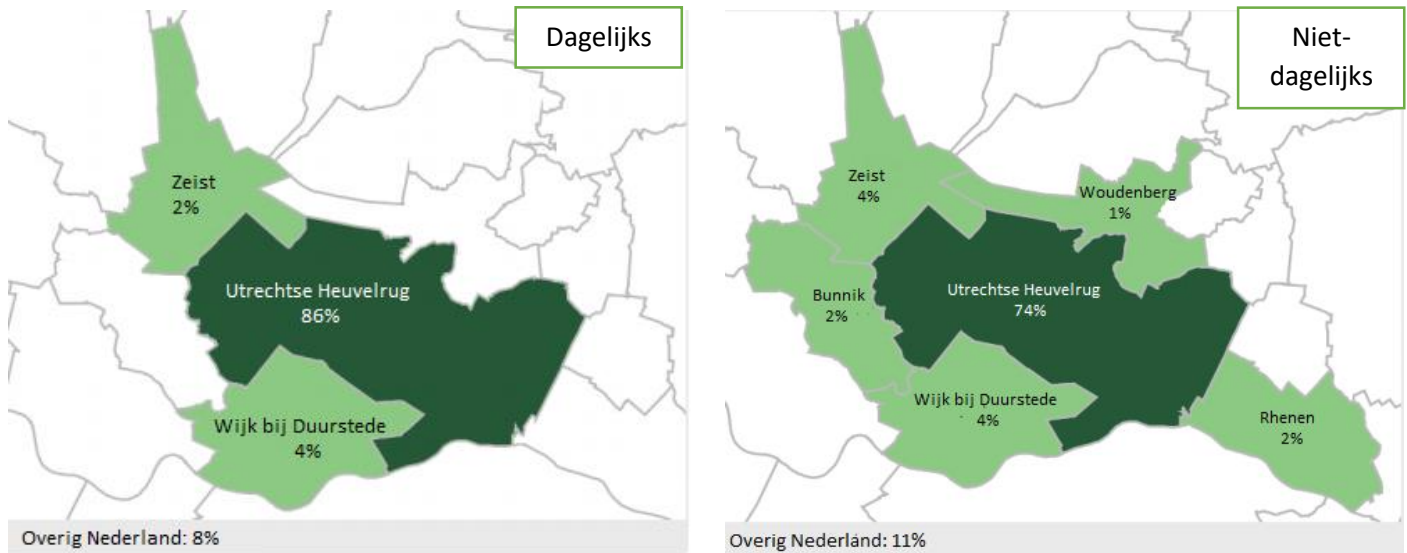 Dagelijks
Zeist
2%
Utrechtse Heuvelrug
86%
Wijk bij Duurstede
4%
Overig Nederland: 8%
Niet-
dagelijks
Zeist
4%
Woudenberg
1%
Bunnik
2%
Utrechtse Heuvelrug
74%
Wijk bij Duurstede
4%
Rhenen
2%
Overig Nederland: 11%